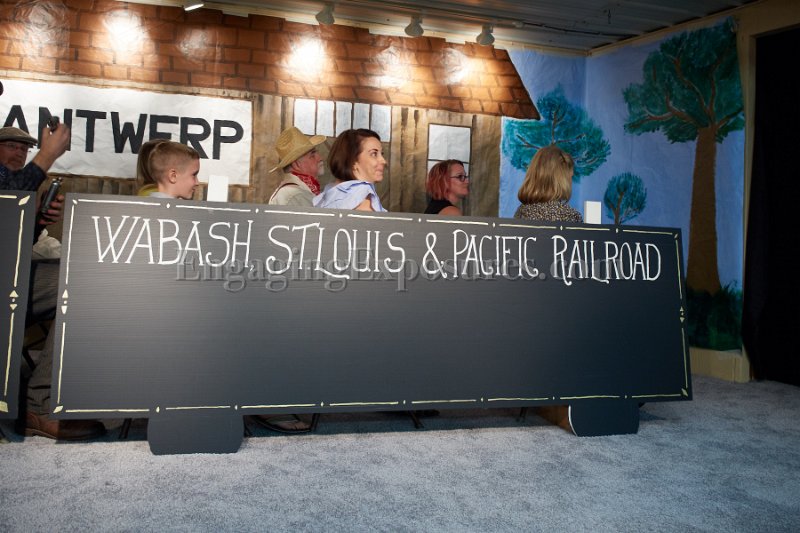 ANTWERP
WABASH, ST LOUIS & PACIFIC RAILROAD
EngagingExposures.com